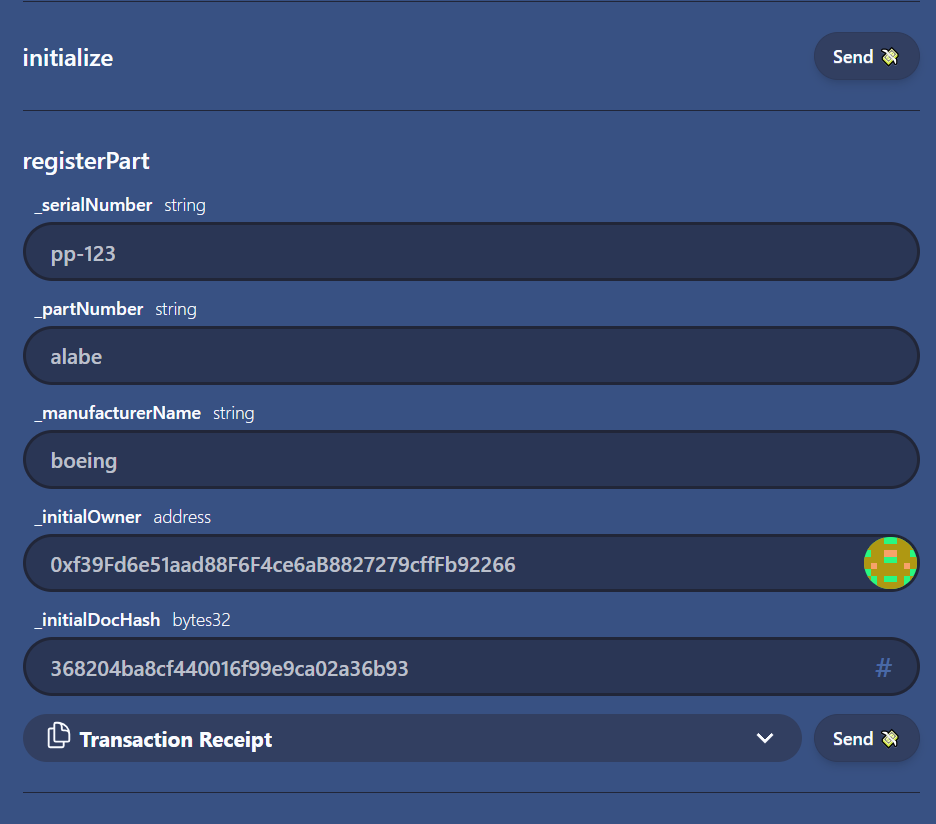 initialize
Send
registerPart
_serialNumber string
pp-123
_partNumber string
alabe
_manufacturerName string
boeing
_initialOwner address
0xf39Fd6e51aad88F6F4ce6aB8827279cffFb92266
_initialDocHash bytes32
368204ba8cf440016f99e9ca02a36b93 #
Transaction Receipt
Send